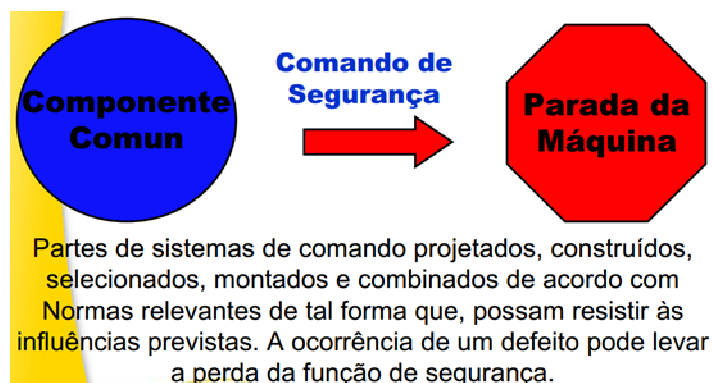 Componente
Comun
Comando de
Segurança
Parada da
Máquina
Partes de sistemas de comando projetados, construídos,
selecionados, montados e combinados de acordo com
Normas relevantes de tal forma que, possam resistir às
influências previstas. A ocorrência de um defeito pode levar
a perda da função de segurança.